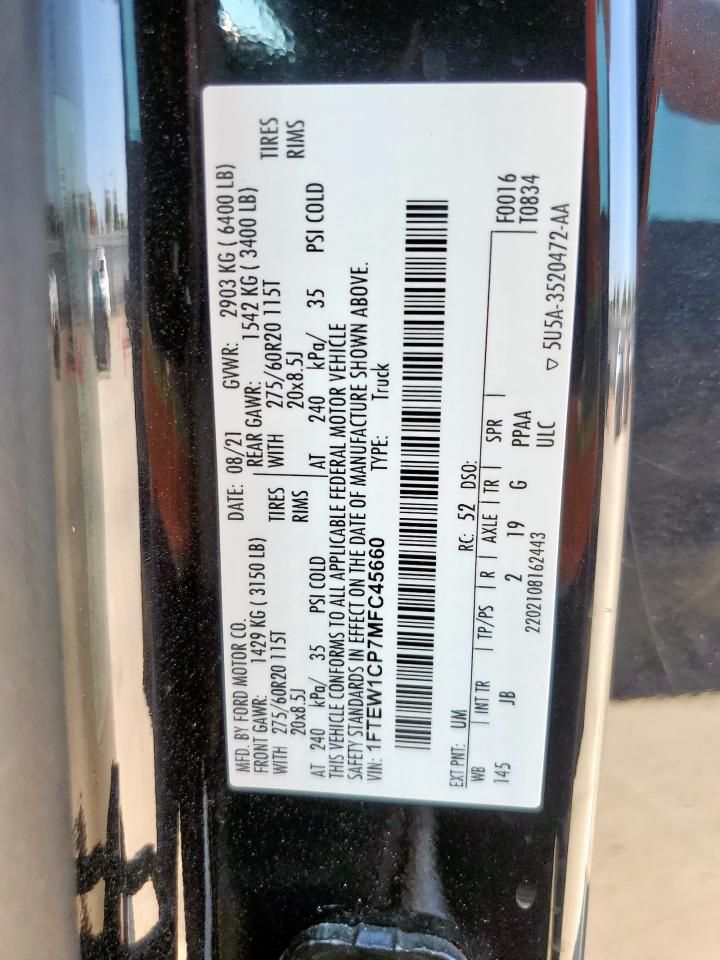 MFD. BY FORD MOTOR CO. DATE: 08/21 GVWR: 2903 KG ( 6400 LB)
FRONT GAWR: 1429 KG ( 3150 LB) REAR GAWR: 1542 KG ( 3400 LB)
WITH 275/60R20 115T TIRES WITH 275/60R20 115T TIRES
20x8.5J RIMS 20x8.5J RIMS
AT 240 kPa/ 35 PSI COLD AT 240 kPa/ 35 PSI COLD
THIS VEHICLE CONFORMS TO ALL APPLICABLE FEDERAL MOTOR VEHICLE
SAFETY STANDARDS IN EFFECT ON THE DATE OF MANUFACTURE SHOWN ABOVE.
VIN: 1FTEW1CP7MFC45660 TYPE: Truck
EXT PNT: UM RC: 52 DSO:
WB INT TR TP/PS R AXLE TR SPR F0016
145 JB 2 19 G PPAA T0834
2202108162443 ULC 5U5A-3520472-AA